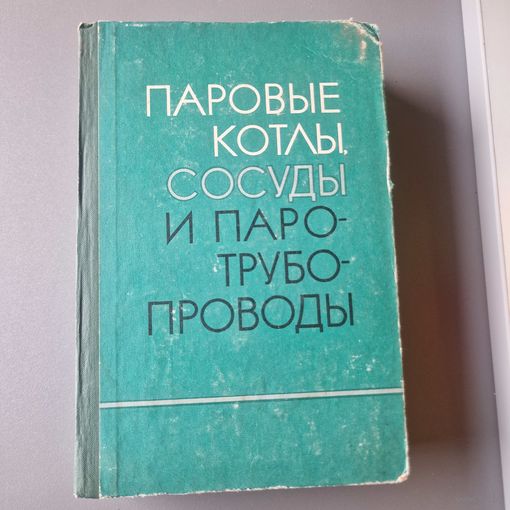 ПАРОВЫЕ
КОТЛЫ,
СОСУДЫ
И ПАРО-
ТРУБО-
ПРОВОДЫ